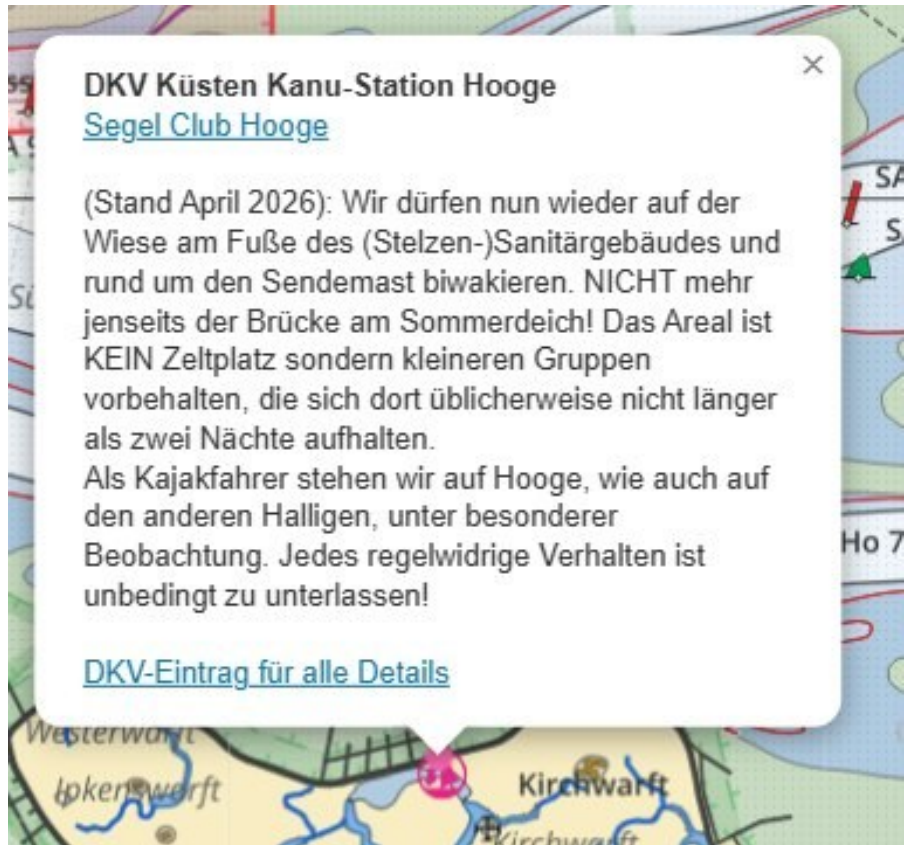 DKV Küsten Kanu-Station Hooge
Segel Club Hooge
(Stand April 2026): Wir dürfen nun wieder auf der
Wiese am Fuße des (Stelzen-)Sanitärgebäudes und
rund um den Sendemast biwakieren. NICHT mehr
jenseits der Brücke am Sommerdeich! Das Areal ist
KEIN Zeltplatz sondern kleineren Gruppen
vorbehalten, die sich dort üblicherweise nicht länger
als zwei Nächte aufhalten.
Als Kajakfahrer stehen wir auf Hooge, wie auch auf
den anderen Halligen, unter besonderer
Beobachtung. Jedes regelwidrige Verhalten ist
unbedingt zu unterlassen!
DKV-Eintrag für alle Details
SA
S
Ho 7
Westerwarft
Ipkenswarft
Kirchwarft
Kirchwarft